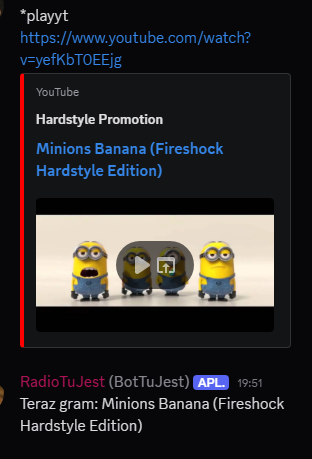 *playyt
https://www.youtube.com/watch?
v=yefKbT0EEjg
YouTube
Hardstyle Promotion
Minions Banana (Fireshock
Hardstyle Edition)
RadioTuJest (BotTuJest) APL. 19:51
Teraz gram: Minions Banana (Fireshock
Hardstyle Edition)